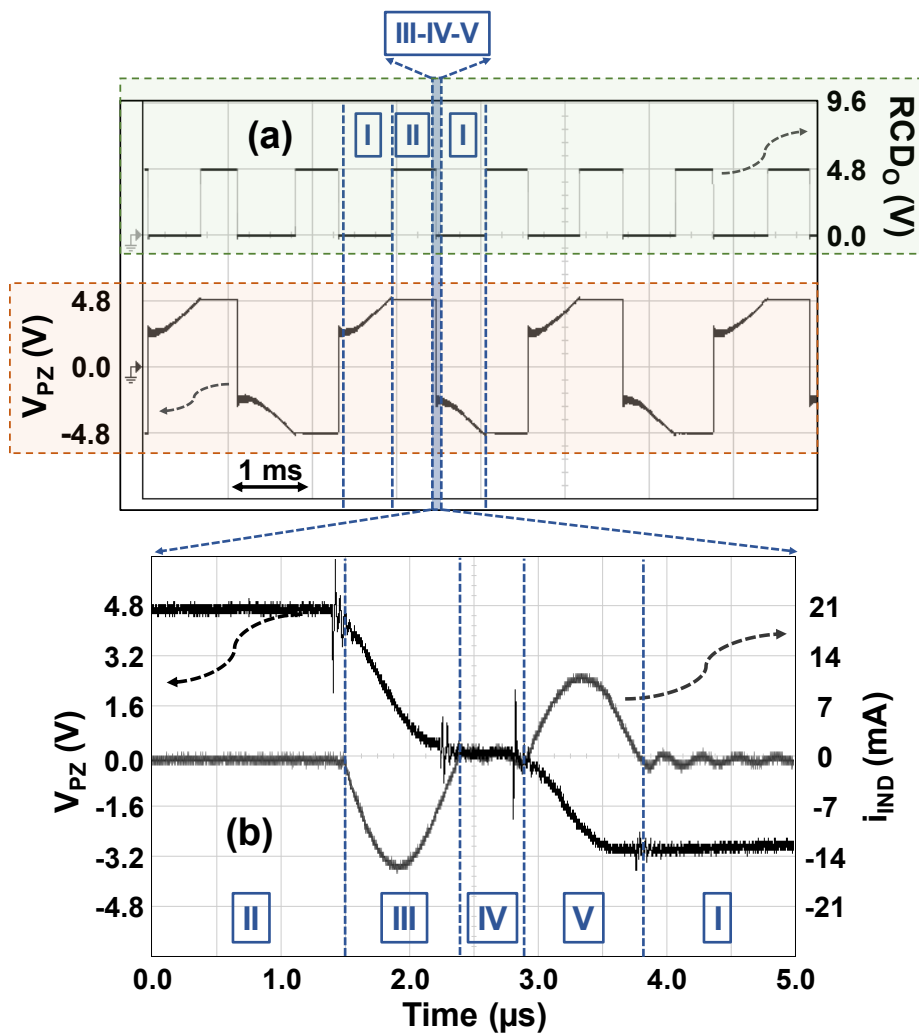 III-IV-V
(a)
I
II
I
9.6
4.8
0.0
RCDO (V)
4.8
0.0
-4.8
VPZ (V)
1 ms
4.8
3.2
1.6
0.0
-1.6
-3.2
-4.8
VPZ (V)
21
14
7
0
-7
-14
-21
iIND (mA)
(b)
II
III
IV
V
I
0.0
1.0
2.0
3.0
4.0
5.0
Time (µs)